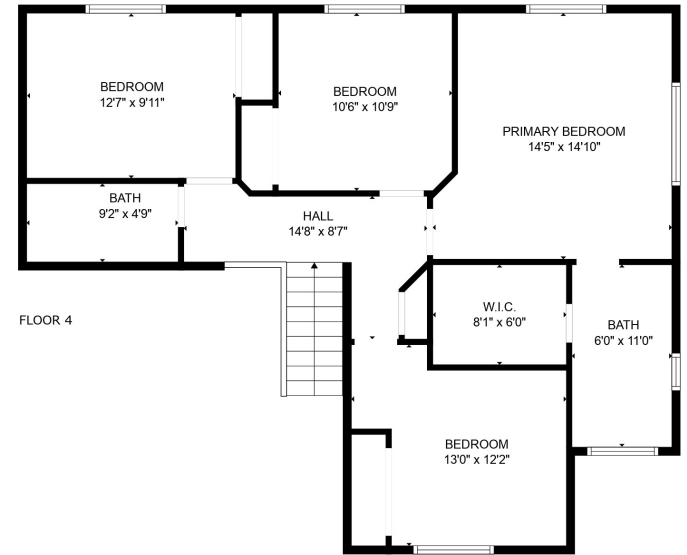 BEDROOM
12'7" x 9'11"
BEDROOM
10'6" x 10'9"
PRIMARY BEDROOM
14'5" x 14'10"
BATH
9'2" x 4'9"
HALL
14'8" x 8'7"
W.I.C.
8'1" x 6'0"
BATH
6'0" x 11'0"
FLOOR 4
BEDROOM
13'0" x 12'2"